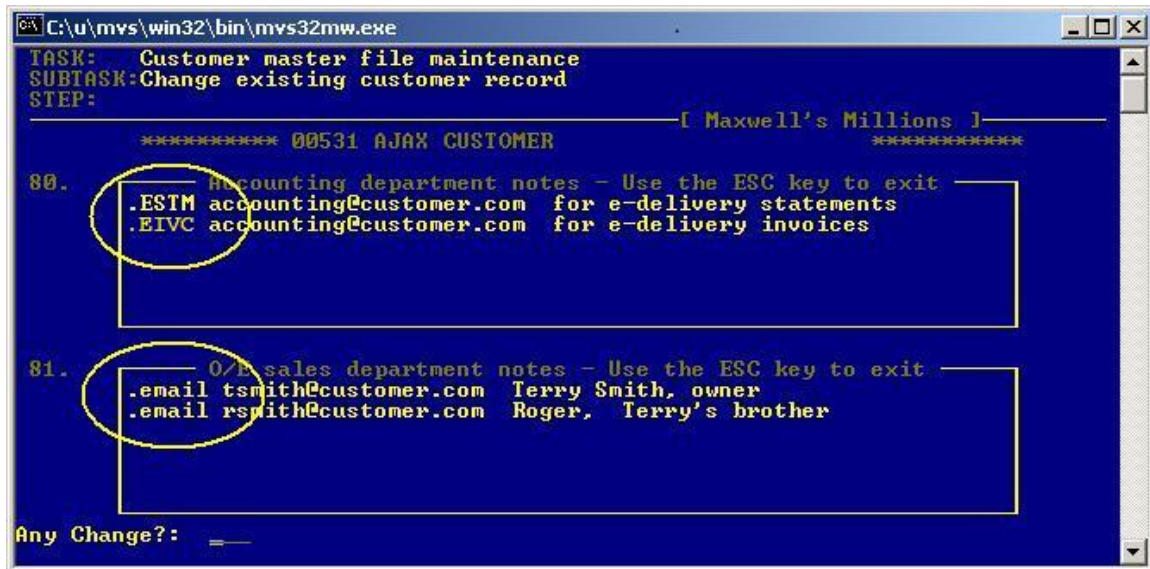 C:\u\mvs\win32\bin\mvs32mw.exe
TASK: Customer master file maintenance
SUBTASK:Change existing customer record
STEP:
[ Maxwell's Millions ]
********** 00531 AJAX CUSTOMER ***********
80. Accounting department notes - Use the ESC key to exit
.ESTM accounting@customer.com for e-delivery statements
.EIVC accounting@customer.com for e-delivery invoices
81. O/E sales department notes - Use the ESC key to exit
.email tsmith@customer.com Terry Smith, owner
.email rsmith@customer.com Roger, Terry's brother
Any Change?: ___